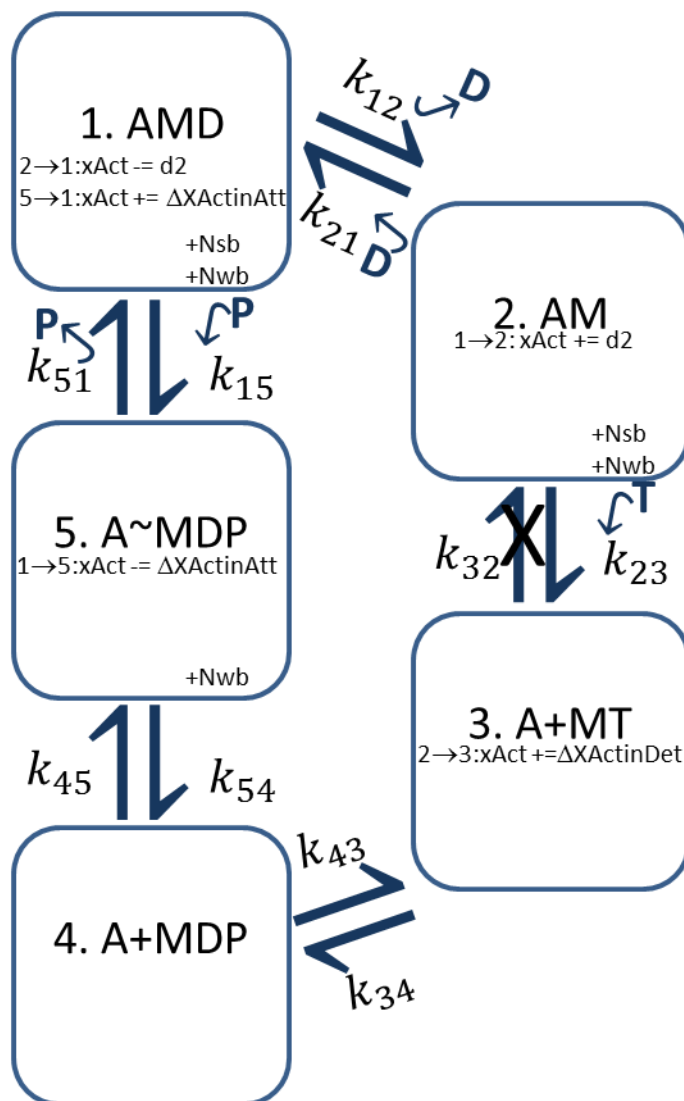 1. AMD
2→1:xAct -= d2
5→1:xAct += ΔXActinAtt
+Nsb
+Nwb
k12
D
k21
D
2. AM
1→2: xAct += d2
+Nsb
+Nwb
P
P
k51
k15
5. A~MDP
1→5:xAct -= ΔXActinAtt
+Nwb
k32
X
T
k23
3. A+MT
2→3:xAct +=ΔXActinDet
k45
k54
k43
k34
4. A+MDP